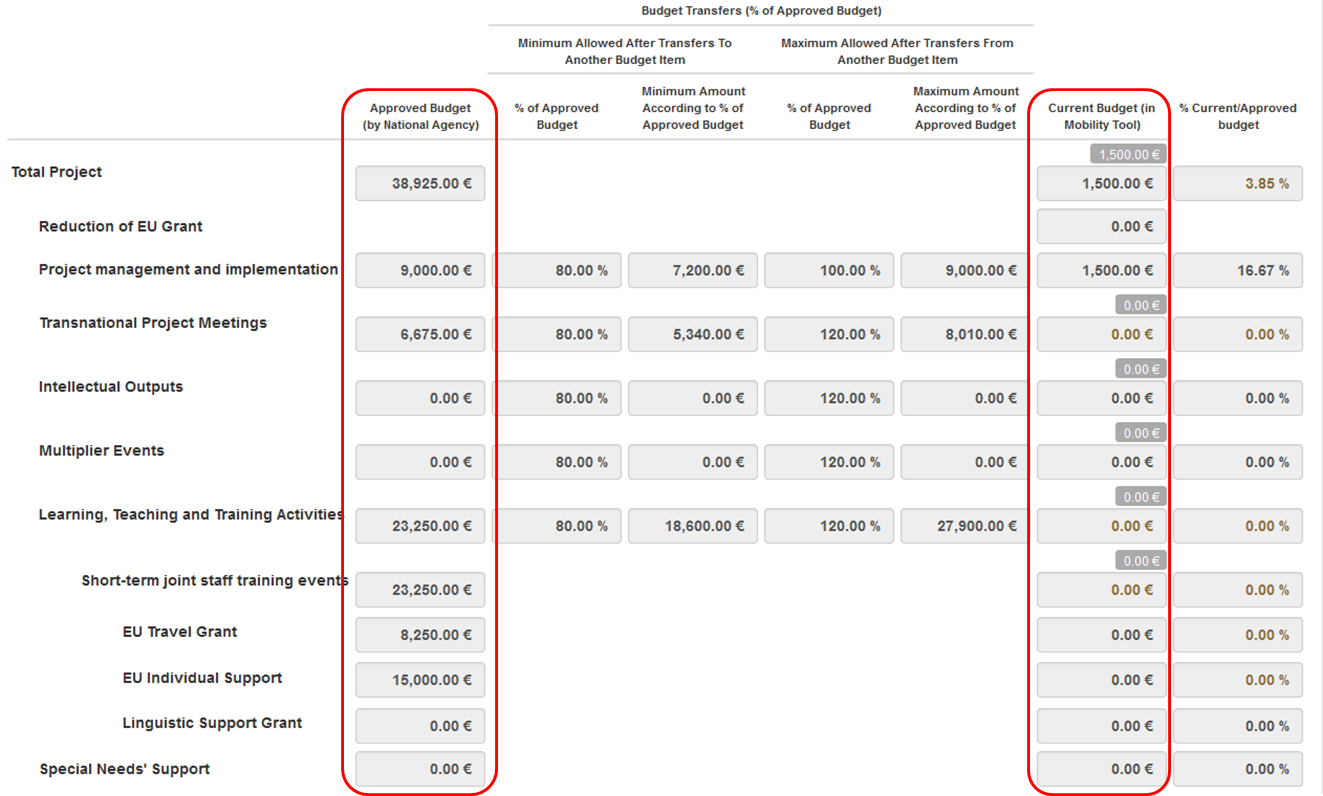 Budget Transfers (% of Approved Budget)
Minimum Allowed After Transfers To
Another Budget Item
Maximum Allowed After Transfers From
Another Budget Item
Approved Budget
(by National Agency)
% of Approved
Budget
Minimum Amount
According to % of
Approved Budget
% of Approved
Budget
Maximum Amount
According to % of
Approved Budget
Current Budget (in
Mobility Tool)
% Current/Approved
budget
1,500.00 €
Total Project 38,925.00 € 1,500.00 € 3.85 %
Reduction of EU Grant 0.00 €
Project management and implementation 9,000.00 € 80.00 % 7,200.00 € 100.00 % 9,000.00 € 1,500.00 € 16.67 %
0.00 €
Transnational Project Meetings 6,675.00 € 80.00 % 5,340.00 € 120.00 % 8,010.00 € 0.00 € 0.00 %
0.00 €
Intellectual Outputs 0.00 € 80.00 % 0.00 € 120.00 % 0.00 € 0.00 € 0.00 %
0.00 €
Multiplier Events 0.00 € 80.00 % 0.00 € 120.00 % 0.00 € 0.00 € 0.00 %
0.00 €
Learning, Teaching and Training Activities 23,250.00 € 80.00 % 18,600.00 € 120.00 % 27,900.00 € 0.00 € 0.00 %
0.00 €
Short-term joint staff training events 23,250.00 € 0.00 € 0.00 %
EU Travel Grant 8,250.00 € 0.00 € 0.00 %
EU Individual Support 15,000.00 € 0.00 € 0.00 %
Linguistic Support Grant 0.00 € 0.00 € 0.00 %
Special Needs' Support 0.00 € 0.00 € 0.00 %